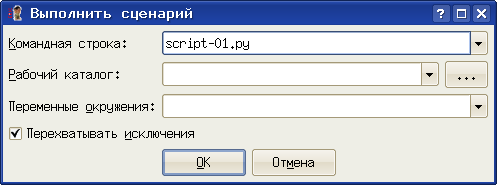 Выполнить сценарий
Командная строка: script-01.py
Рабочий каталог: ...
Переменные окружения:
Перехватывать исключения
OK Отмена